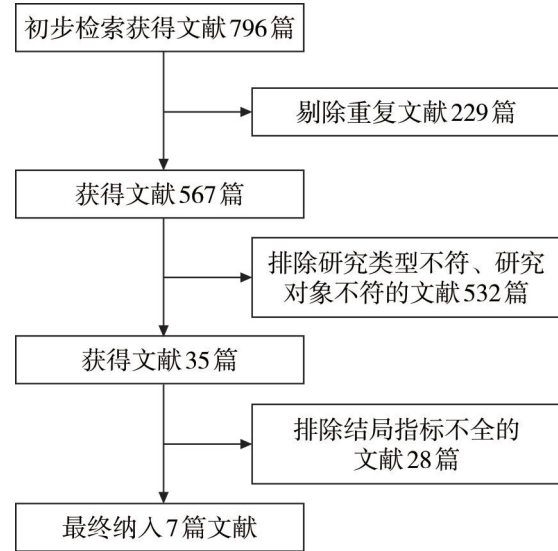 初步检索获得文献796篇
剔除重复文献229篇
获得文献567篇
排除研究类型不符、研究
对象不符的文献532篇
获得文献35篇
排除结局指标不全的
文献28篇
最终纳入7篇文献